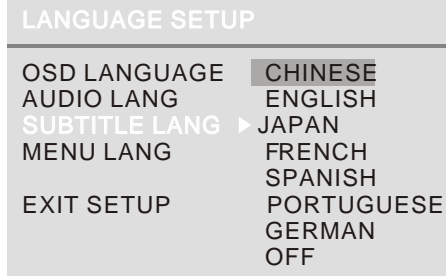 LANGUAGE SETUP
OSD LANGUAGE CHINESE
AUDIO LANG ENGLISH
SUBTITLE LANG ▶ JAPAN
MENU LANG FRENCH
SPANISH
EXIT SETUP PORTUGUESE
GERMAN
OFF